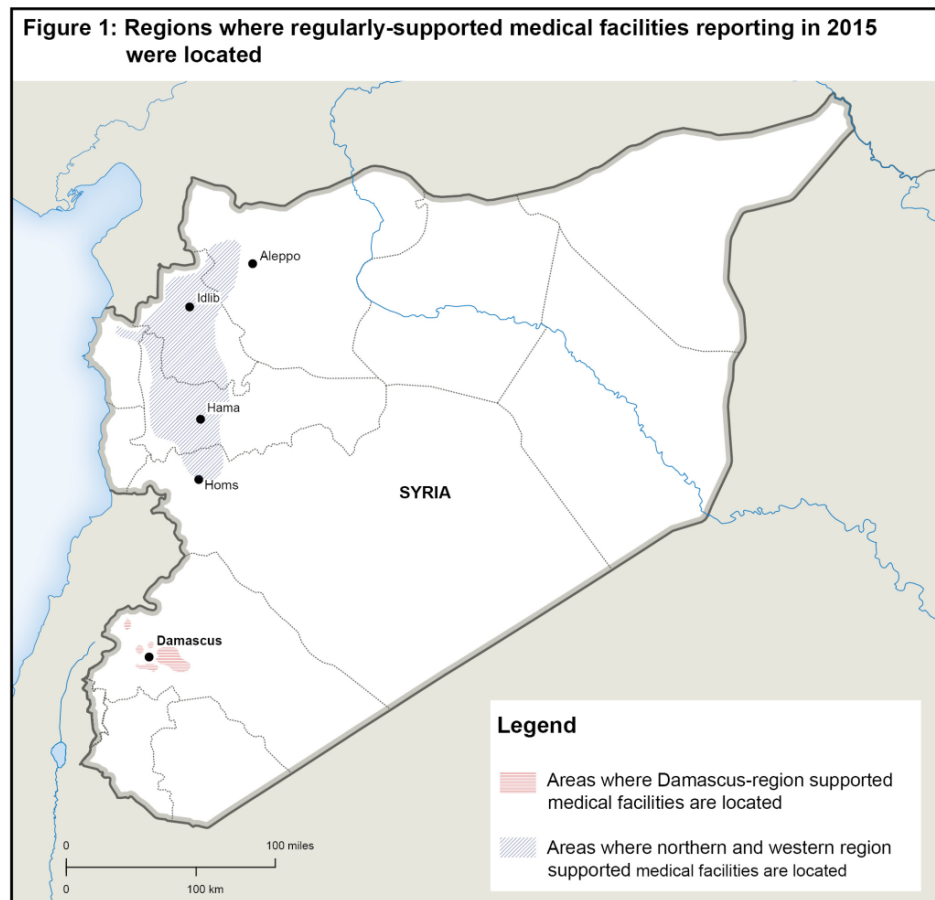 Figure 1: Regions where regularly-supported medical facilities reporting in 2015
were located
Aleppo
Idlib
Hama
Homs
SYRIA
Damascus
Legend
Areas where Damascus-region supported
medical facilities are located
Areas where northern and western region
supported medical facilities are located
0 100 miles
0 100 km